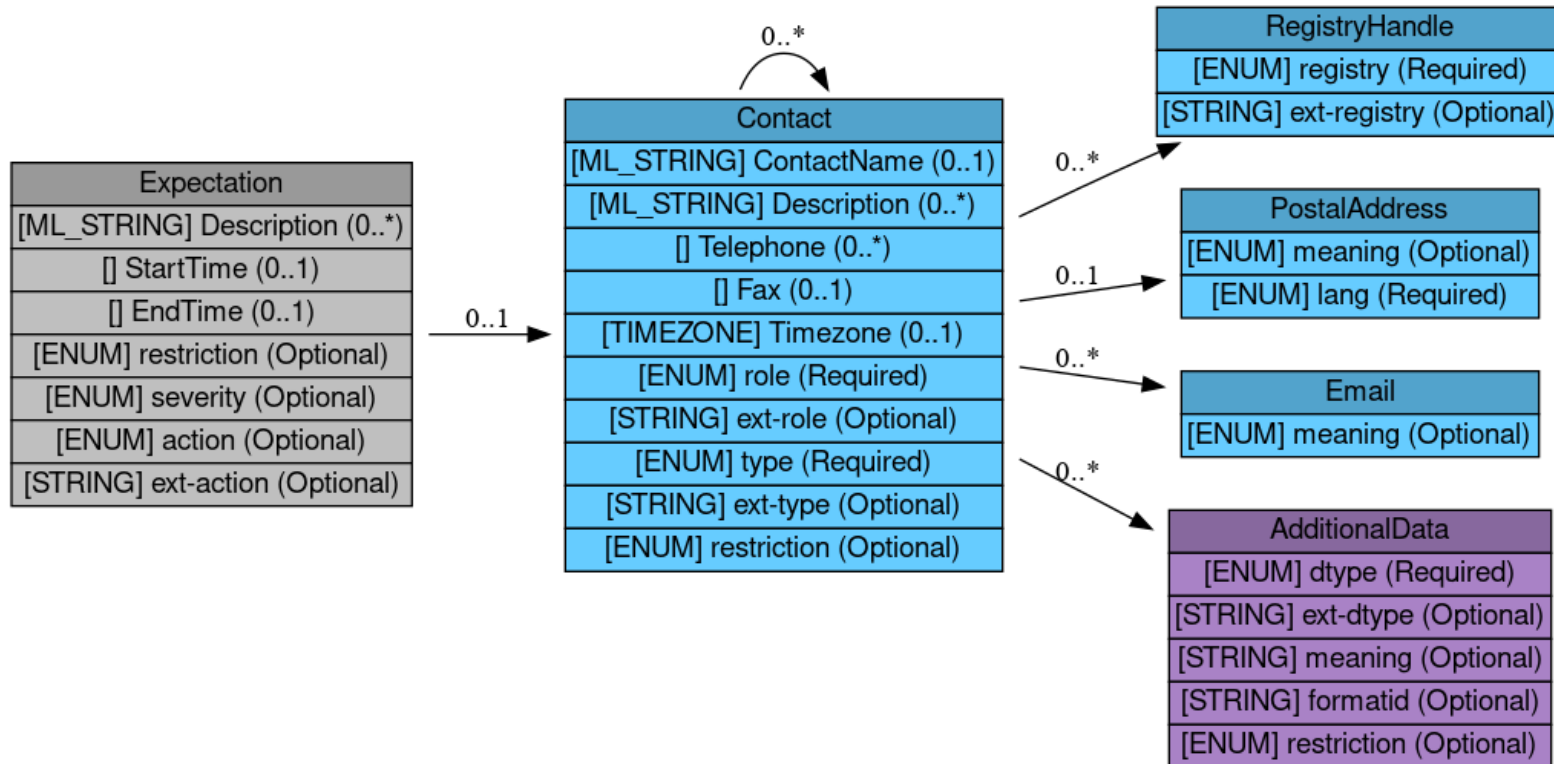 Expectation
[ML_STRING] Description (0..*)
[] StartTime (0..1)
[] EndTime (0..1)
[ENUM] restriction (Optional)
[ENUM] severity (Optional)
[ENUM] action (Optional)
[STRING] ext-action (Optional)
0..1
0..*
Contact
[ML_STRING] ContactName (0..1)
[ML_STRING] Description (0..*)
[] Telephone (0..*)
[] Fax (0..1)
[TIMEZONE] Timezone (0..1)
[ENUM] role (Required)
[STRING] ext-role (Optional)
[ENUM] type (Required)
[STRING] ext-type (Optional)
[ENUM] restriction (Optional)
0..*
RegistryHandle
[ENUM] registry (Required)
[STRING] ext-registry (Optional)
0..1
PostalAddress
[ENUM] meaning (Optional)
[ENUM] lang (Required)
0..*
Email
[ENUM] meaning (Optional)
0..*
AdditionalData
[ENUM] dtype (Required)
[STRING] ext-dtype (Optional)
[STRING] meaning (Optional)
[STRING] formatid (Optional)
[ENUM] restriction (Optional)